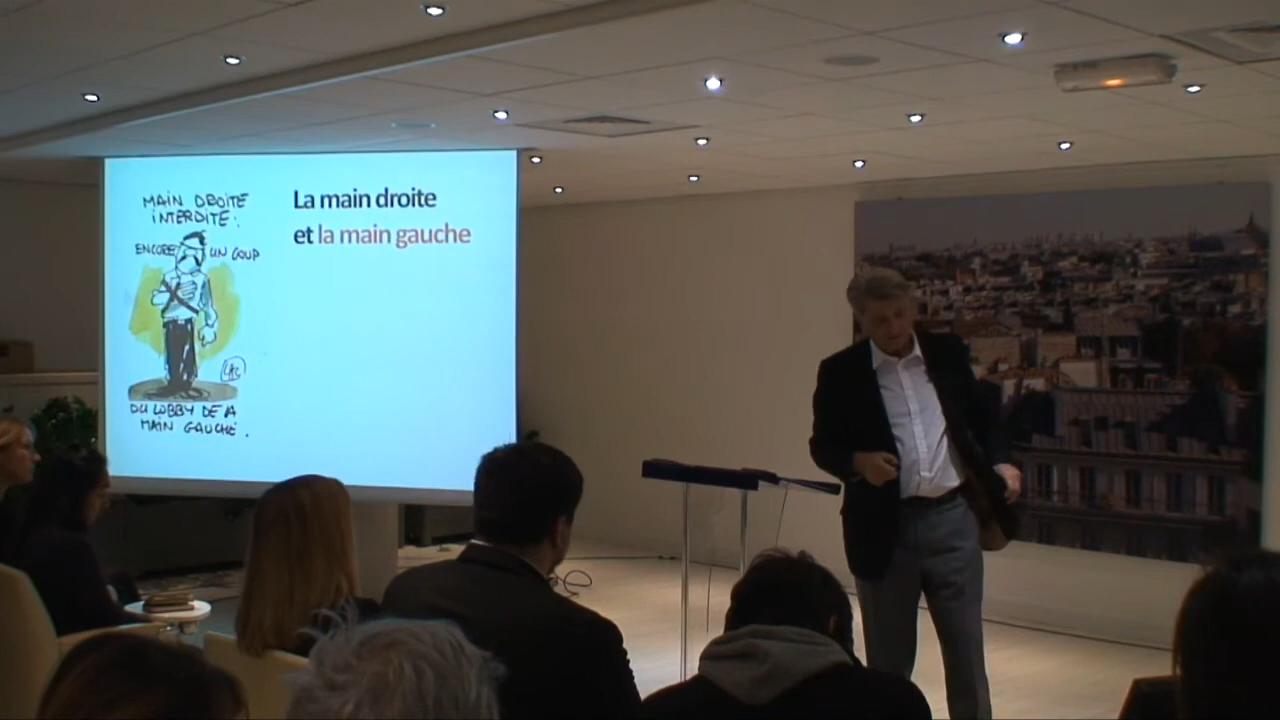 MAIN DROITE
INTERDITE :
ENCORE UN COUP
DU LOBBY DE LA
MAIN GAUCHE.
La main droite
et la main gauche